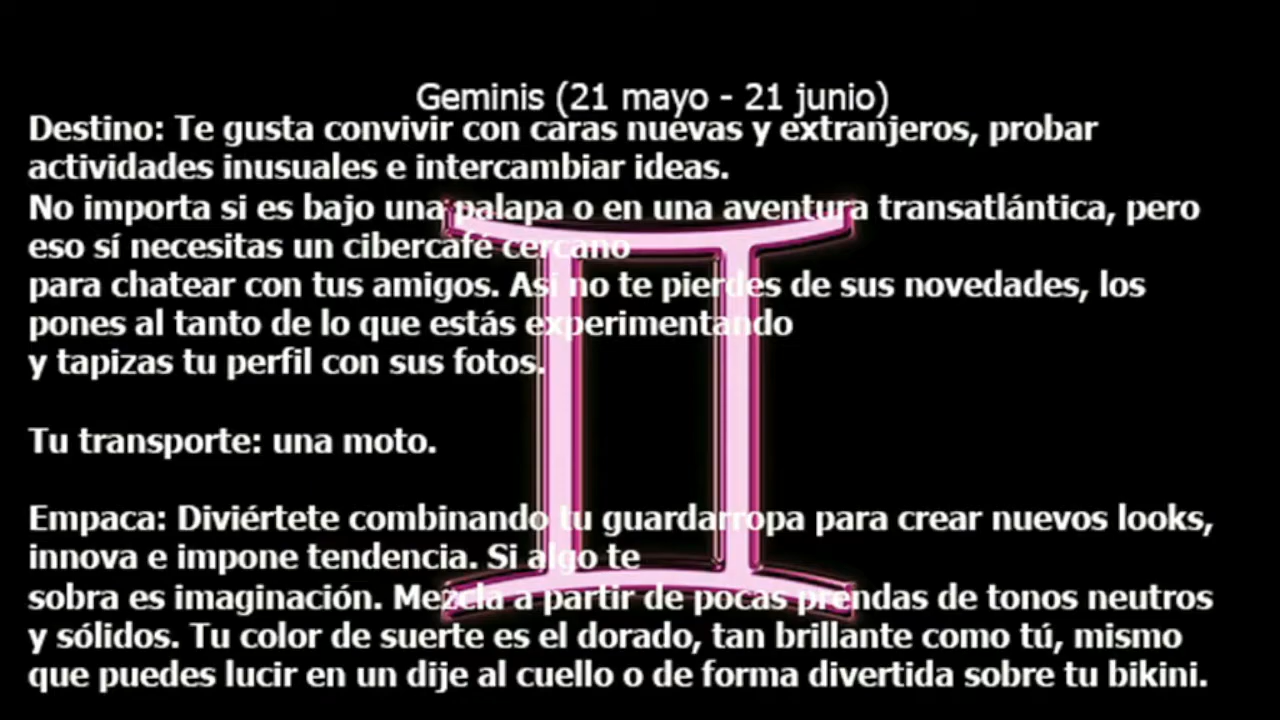 Geminis (21 mayo - 21 junio)
Destino: Te gusta convivir con caras nuevas y extranjeros, probar
actividades inusuales e intercambiar ideas.
No importa si es bajo una palapa o en una aventura transatlántica, pero
eso sí necesitas un cibercafé cercano
para chatear con tus amigos. Así no te pierdes de sus novedades, los
pones al tanto de lo que estás experimentando
y tapizas tu perfil con sus fotos.
Tu transporte: una moto.
Empaca: Diviértete combinando tu guardarropa para crear nuevos looks,
innova e impone tendencia. Si algo te
sobra es imaginación. Mezcla a partir de pocas prendas de tonos neutros
y sólidos. Tu color de suerte es el dorado, tan brillante como tú, mismo
que puedes lucir en un dije al cuello o de forma divertida sobre tu bikini.